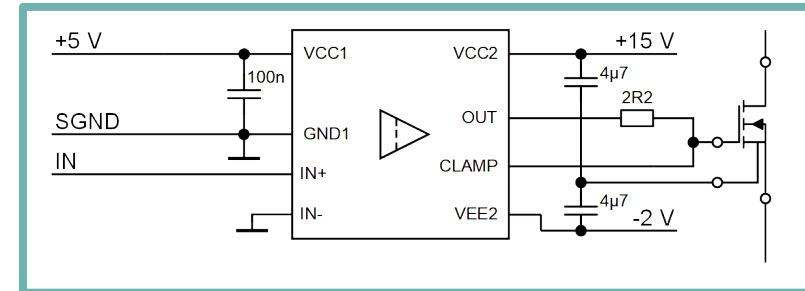 +5 V
VCC1
VCC2
+15 V
100n
4µ7
2R2
SGND
GND1
OUT
IN
IN+
CLAMP
IN-
VEE2
4µ7
-2 V